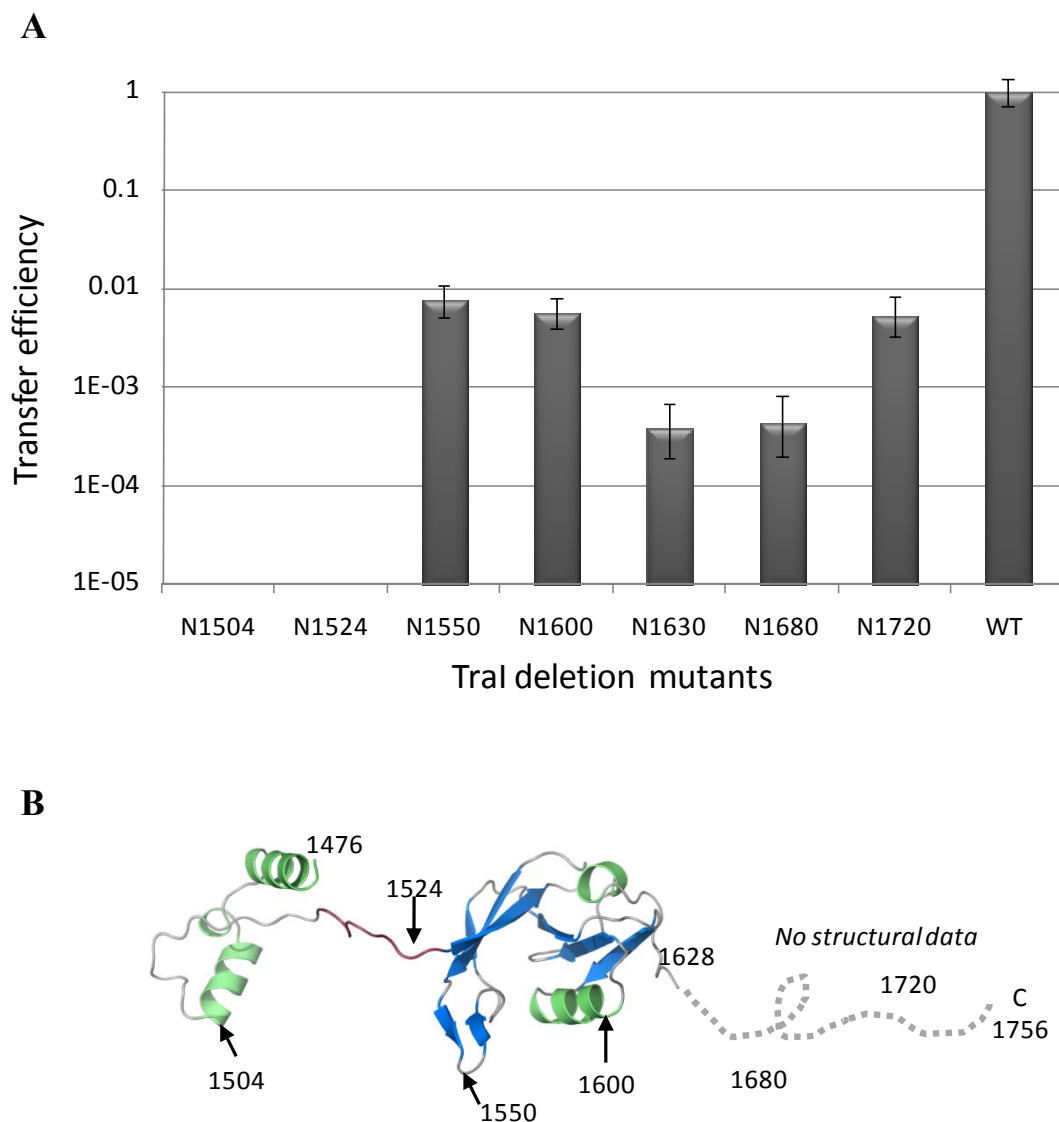 A
Transfer efficiency
1
0.1
0.01
1E-03
1E-04
1E-05
N1504 N1524 N1550 N1600 N1630 N1680 N1720 WT
TraI deletion mutants
B
1476
1524
No structural data
1628
1720
C
1756
1504
1550
1600
1680